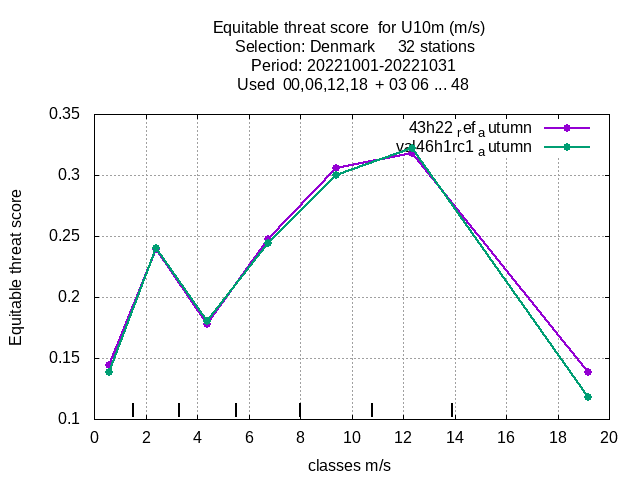 Equitable threat score for U10m (m/s)
Selection: Denmark 32 stations
Period: 20221001-20221031
Used 00,06,12,18 + 03 06 ... 48
0.35
0.3
0.25
0.2
0.15
0.1
Equitable threat score
43h22_ref_autumn
val46h1rc1_autumn
0 2 4 6 8 10 12 14 16 18 20
classes m/s